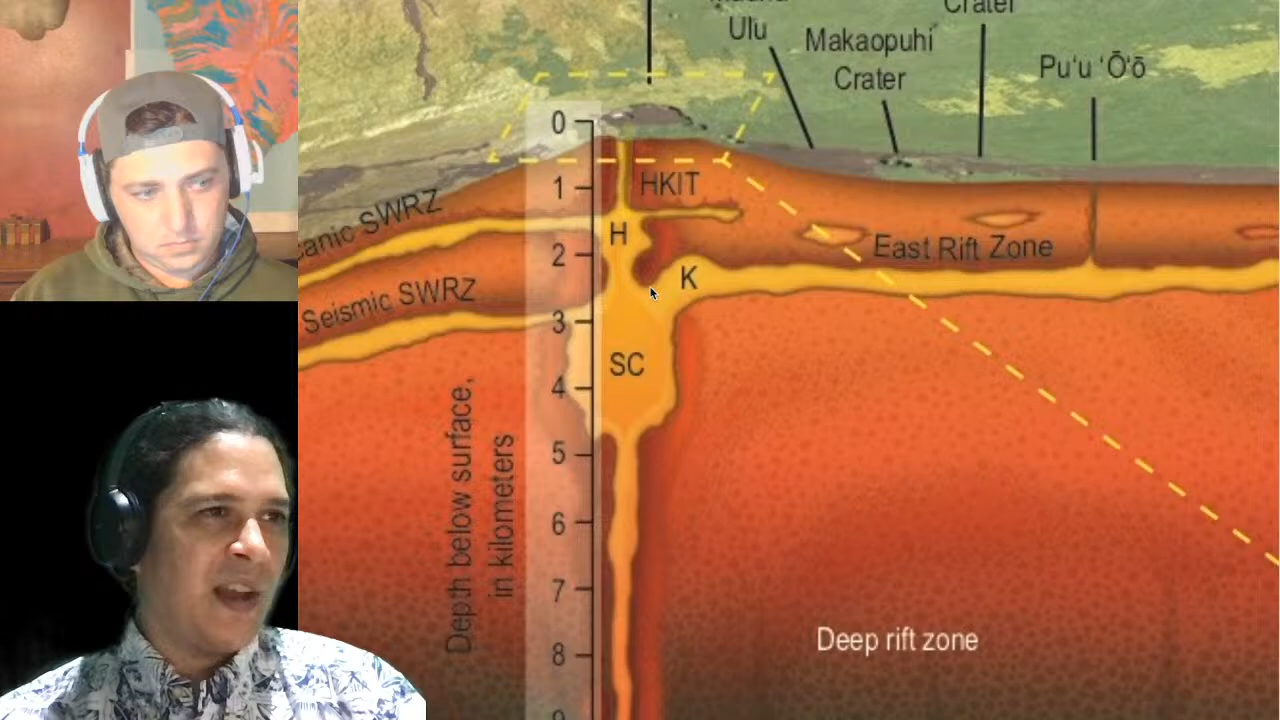 Crater
Ulu
Makaopuhi
Crater
Pu'u 'Ō'ō
0
1
HKIT
SWRZ
H
2
East Rift Zone
K
Seismic SWRZ
3
SC
4
Depth below surface,
in kilometers
5
6
7
8
Deep rift zone